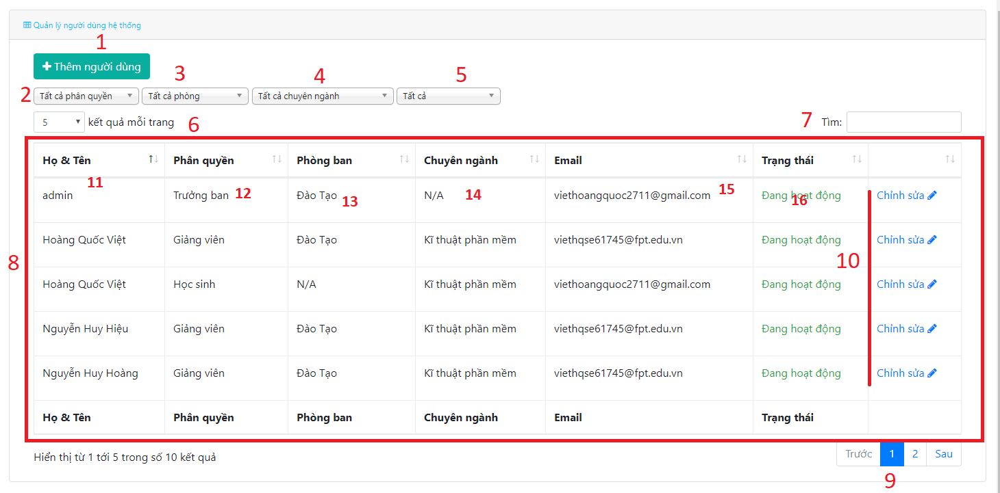 Quản lý người dùng hệ thống
1
Thêm người dùng
3 4 5
2 Tất cả phân quyền Tất cả phòng Tất cả chuyên ngành Tất cả
5 kết quả mỗi trang 6 7 Tìm:
Họ & Tên Phân quyền Phòng ban Chuyên ngành Email Trạng thái
11 12 13 14 15 16
admin Trưởng ban Đào Tạo N/A viethoangquoc2711@gmail.com Đang hoạt động Chỉnh sửa
Hoàng Quốc Việt Giảng viên Đào Tạo Kĩ thuật phần mềm viethqse61745@fpt.edu.vn Đang hoạt động Chỉnh sửa
8 10
Hoàng Quốc Việt Học sinh N/A Kĩ thuật phần mềm viethoangquoc2711@gmail.com Đang hoạt động Chỉnh sửa
Nguyễn Huy Hiệu Giảng viên Đào Tạo Kĩ thuật phần mềm viethqse61745@fpt.edu.vn Đang hoạt động Chỉnh sửa
Nguyễn Huy Hoàng Giảng viên Đào Tạo Kĩ thuật phần mềm viethqse61745@fpt.edu.vn Đang hoạt động Chỉnh sửa
Họ & Tên Phân quyền Phòng ban Chuyên ngành Email Trạng thái
Hiển thị từ 1 tới 5 trong số 10 kết quả Trước 1 2 Sau
9